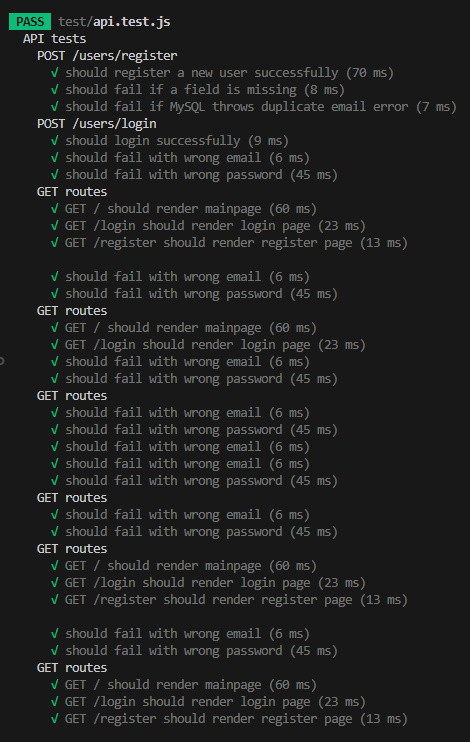 PASS test/api.test.js
API tests
POST /users/register
√ should register a new user successfully (70 ms)
√ should fail if a field is missing (8 ms)
√ should fail if MySQL throws duplicate email error (7 ms)
POST /users/login
√ should login successfully (9 ms)
√ should fail with wrong email (6 ms)
√ should fail with wrong password (45 ms)
GET routes
√ GET / should render mainpage (60 ms)
√ GET /login should render login page (23 ms)
√ GET /register should render register page (13 ms)
√ should fail with wrong email (6 ms)
√ should fail with wrong password (45 ms)
GET routes
√ GET / should render mainpage (60 ms)
√ GET /login should render login page (23 ms)
√ should fail with wrong email (6 ms)
√ should fail with wrong password (45 ms)
GET routes
√ should fail with wrong email (6 ms)
√ should fail with wrong password (45 ms)
√ should fail with wrong email (6 ms)
√ should fail with wrong email (6 ms)
√ should fail with wrong password (45 ms)
GET routes
√ should fail with wrong email (6 ms)
√ should fail with wrong password (45 ms)
GET routes
√ GET / should render mainpage (60 ms)
√ GET /login should render login page (23 ms)
√ GET /register should render register page (13 ms)
√ should fail with wrong email (6 ms)
√ should fail with wrong password (45 ms)
GET routes
√ GET / should render mainpage (60 ms)
√ GET /login should render login page (23 ms)
√ GET /register should render register page (13 ms)